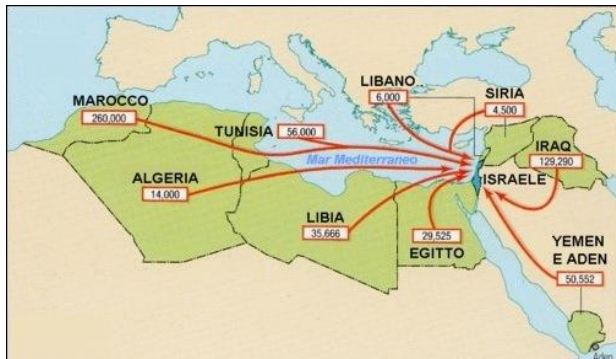 LIBANO
6,000
SIRIA
4,500
MAROCCO
260,000
TUNISIA
56,000
IRAQ
129,290
Mar Mediterraneo
ALGERIA
14,000
ISRAELE
LIBIA
35,666
29,525
EGITTO
YEMEN
E ADEN
50,552
Aden